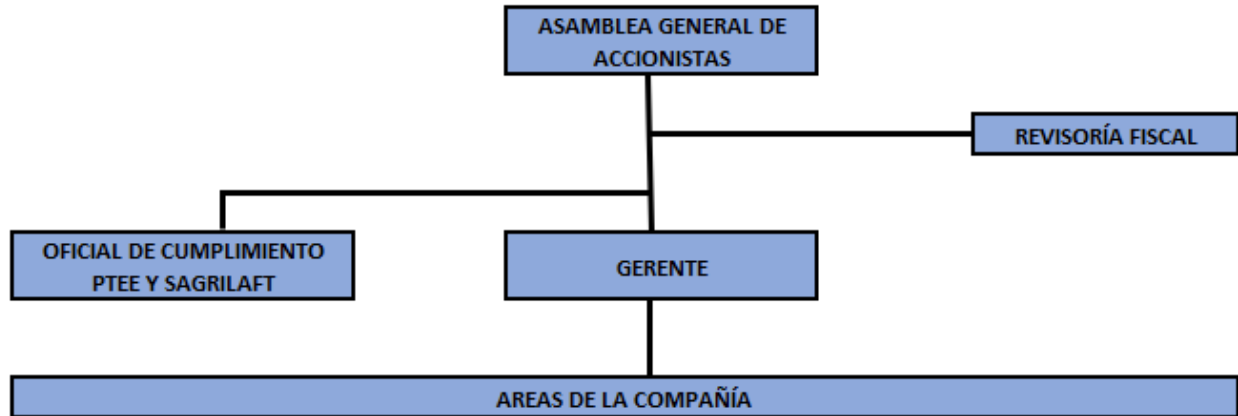 ASAMBLEA GENERAL DE
ACCIONISTAS
REVISORÍA FISCAL
OFICIAL DE CUMPLIMIENTO
PTEE Y SAGRILAFT
GERENTE
AREAS DE LA COMPAÑÍA